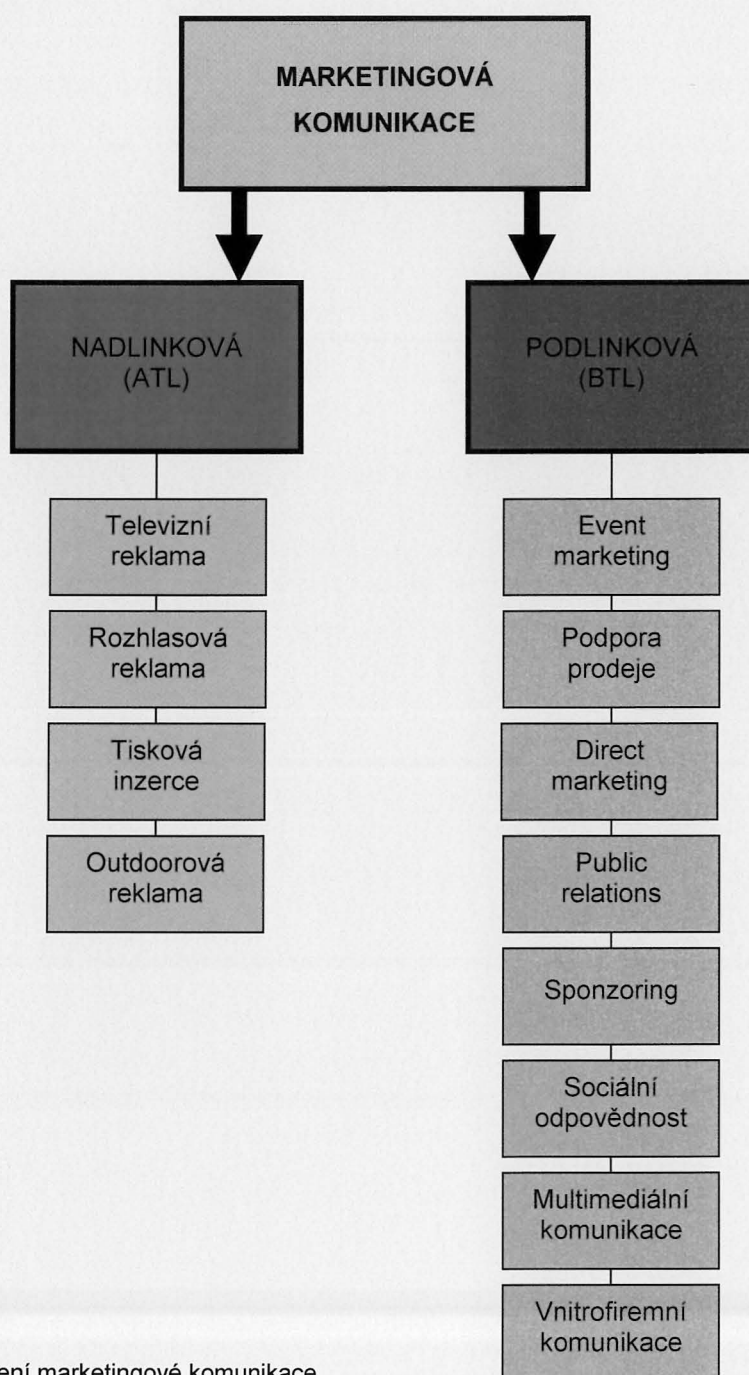 MARKETINGOVÁ
KOMUNIKACE
NADLINKOVÁ
(ATL)
PODLINKOVÁ
(BTL)
Televizní
reklama
Rozhlasová
reklama
Tisková
inzerce
Outdoorová
reklama
Event
marketing
Podpora
prodeje
Direct
marketing
Public
relations
Sponzoring
Sociální
odpovědnost
Multimediální
komunikace
Vnitrofiremní
komunikace
marketingové komunikace